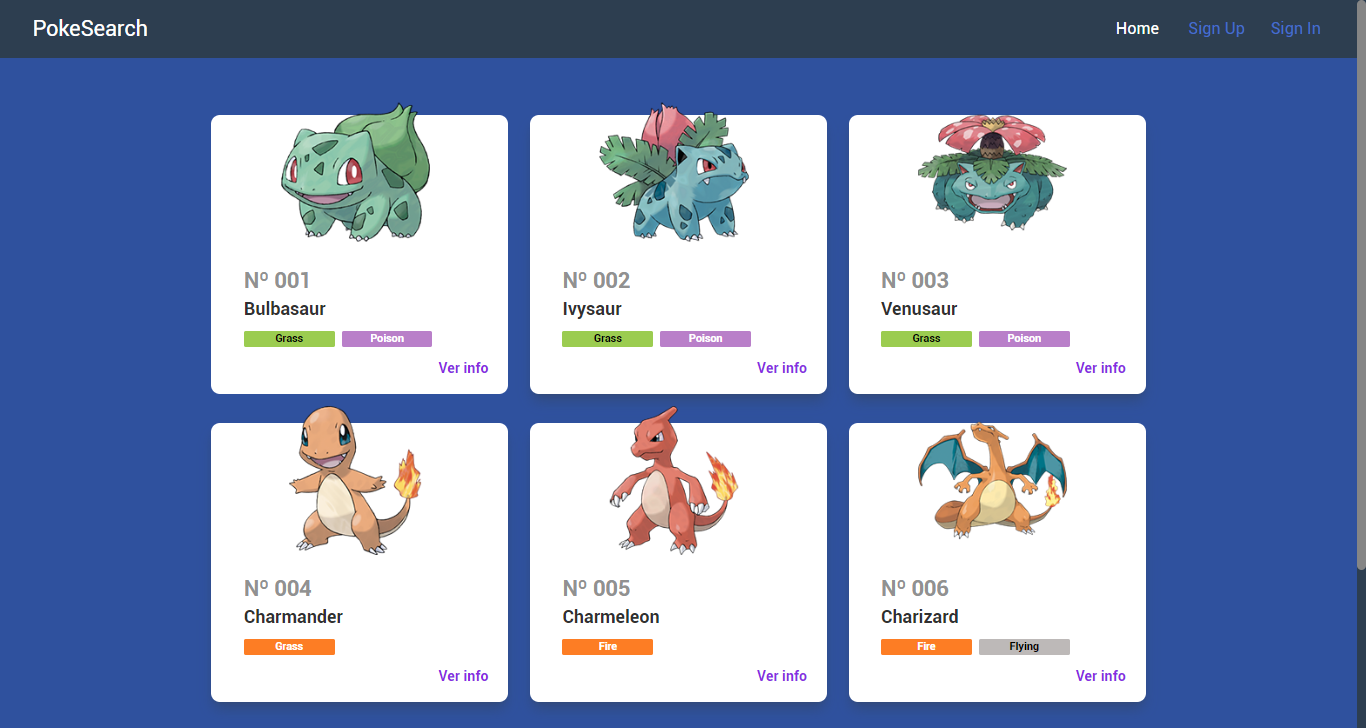 PokeSearch
Home Sign Up Sign In
Nº 001
Bulbasaur
Grass Poison
Ver info
Nº 002
Ivysaur
Grass Poison
Ver info
Nº 003
Venusaur
Grass Poison
Ver info
Nº 004
Charmander
Grass
Ver info
Nº 005
Charmeleon
Fire
Ver info
Nº 006
Charizard
Fire Flying
Ver info